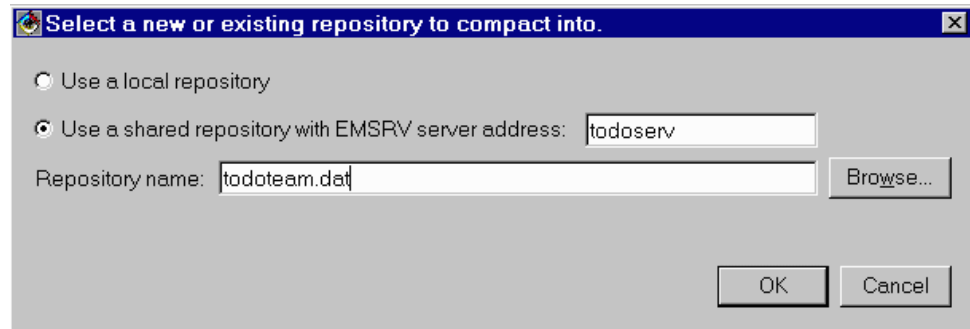 Select a new or existing repository to compact into.
Use a local repository
Use a shared repository with EMSRV server address: todoserv
Repository name: todoteam.dat Browse...
OK Cancel